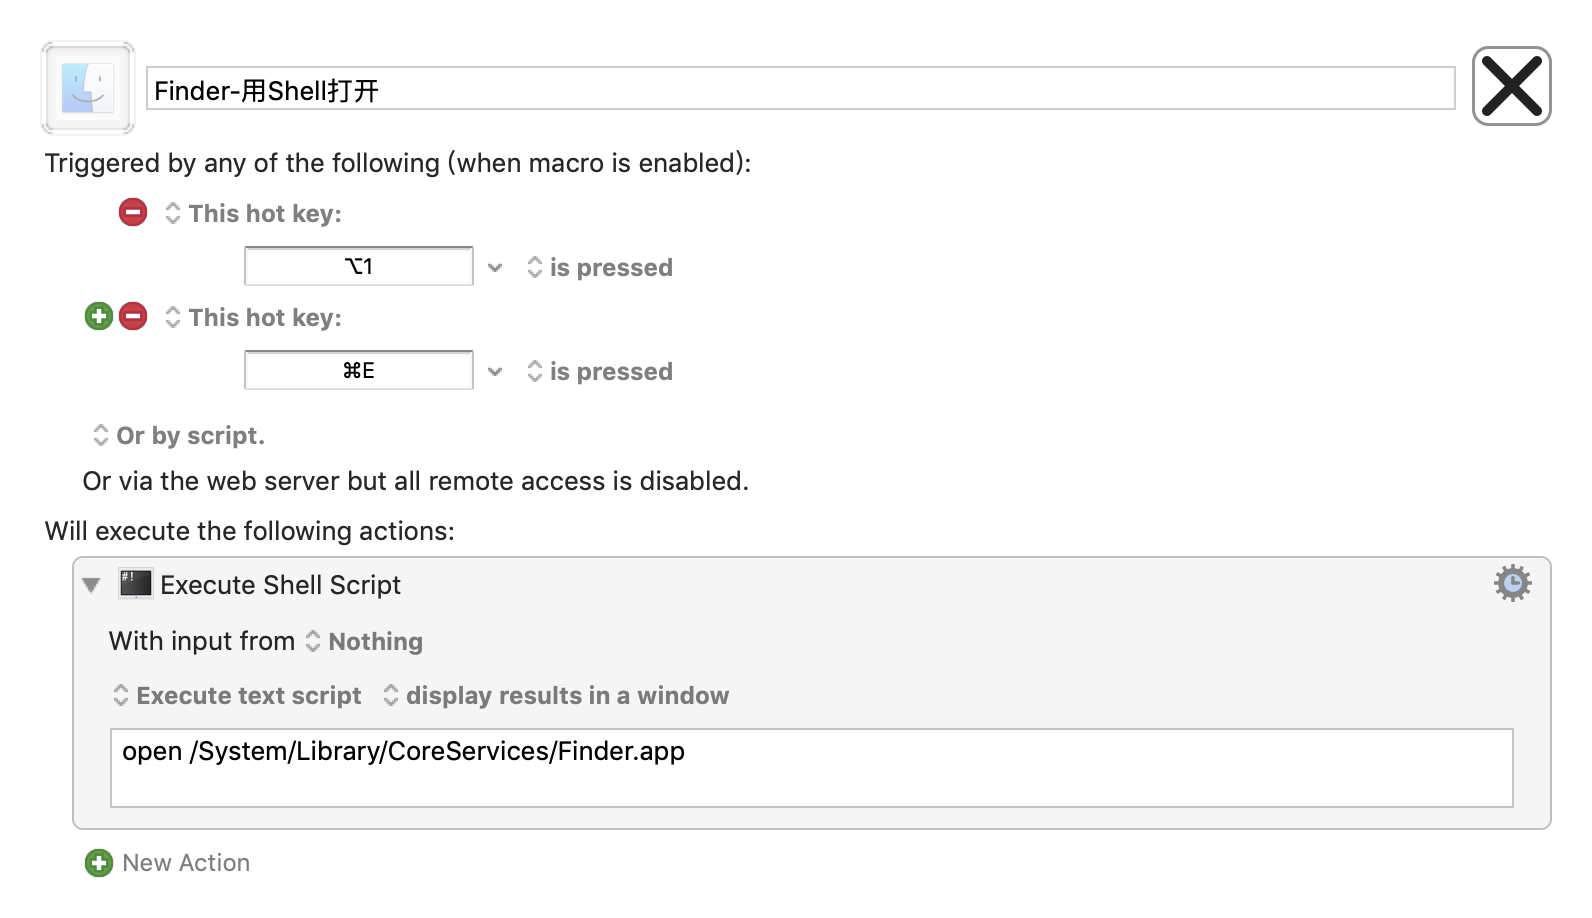 Finder-用Shell打开
Triggered by any of the following (when macro is enabled):
This hot key:
⌥1 is pressed
This hot key:
⌘E is pressed
Or by script.
Or via the web server but all remote access is disabled.
Will execute the following actions:
#! Execute Shell Script
With input from Nothing
Execute text script display results in a window
open /System/Library/CoreServices/Finder.app
New Action